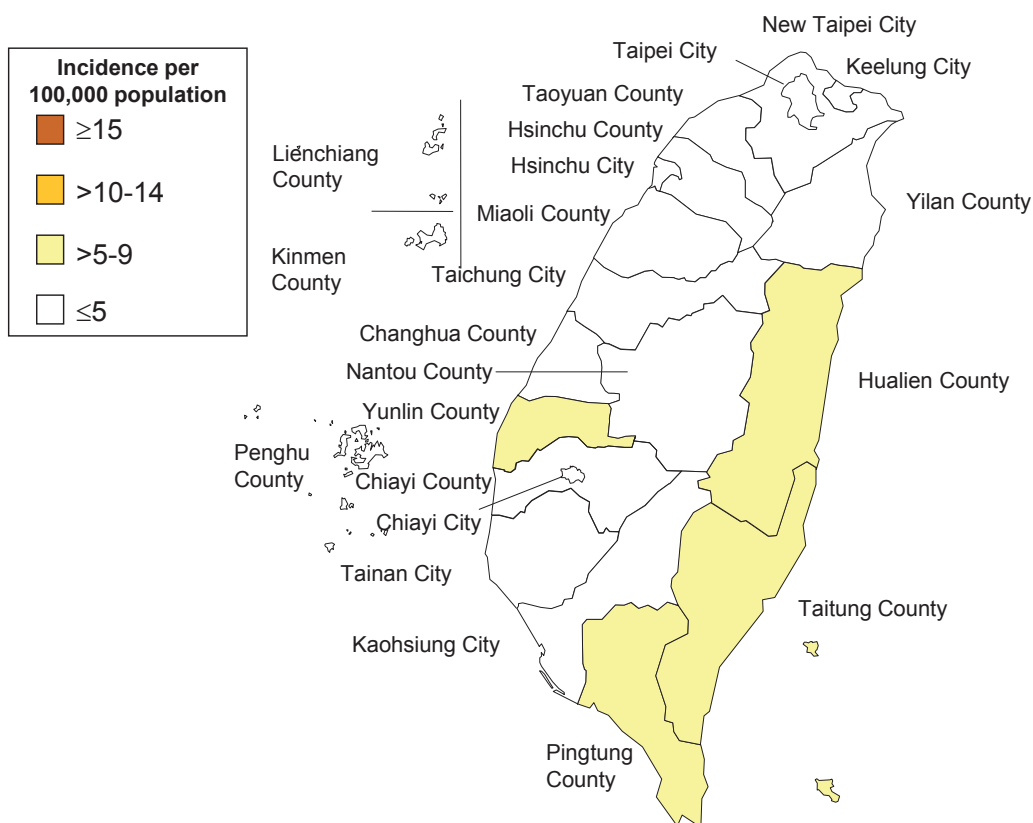 Incidence per
100,000 population
≥15
>10-14
>5-9
≤5
New Taipei City
Taipei City
Keelung City
Taoyuan County
Hsinchu County
Hsinchu City
Lienchiang
County
Yilan County
Miaoli County
Kinmen
County
Taichung City
Changhua County
Nantou County
Hualien County
Yunlin County
Penghu
County
Chiayi County
Chiayi City
Tainan City
Taitung County
Kaohsiung City
Pingtung
County